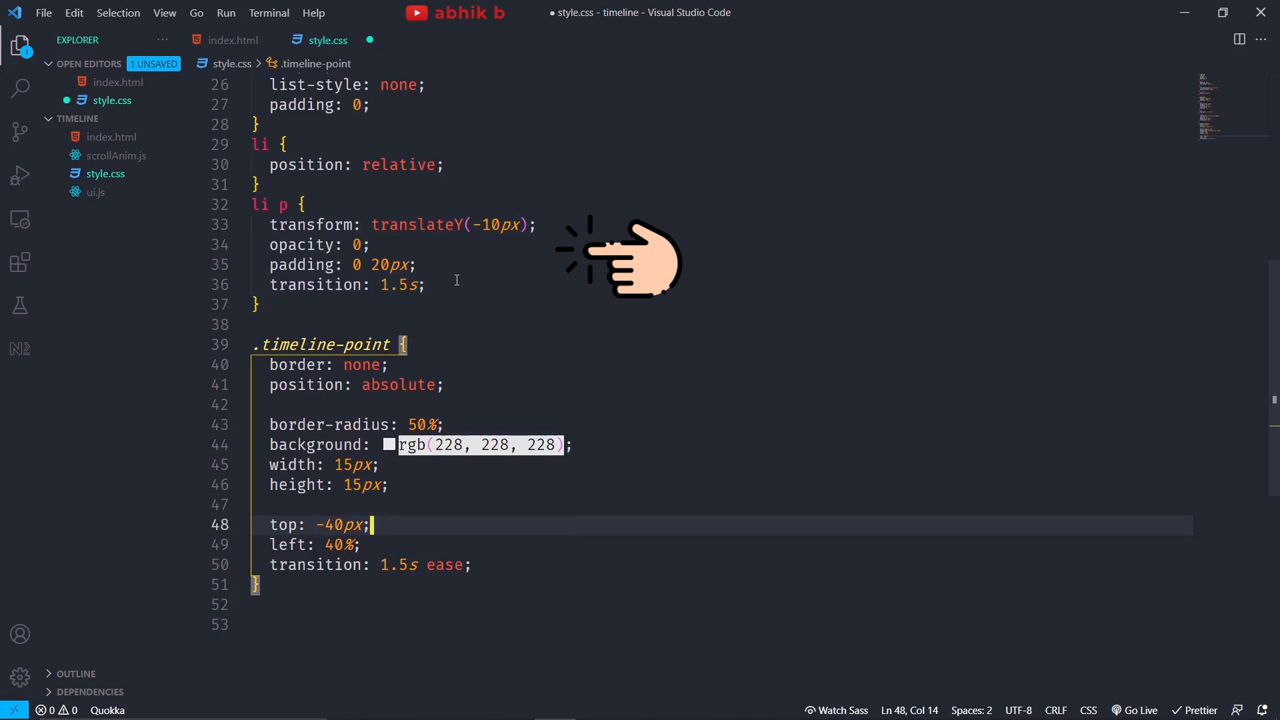 File Edit Selection View Go Run Terminal Help
abhik b
style.css - timeline - Visual Studio Code
EXPLORER
index.html
style.css
OPEN EDITORS
1 UNSAVED
style.css > .timeline-point
index.html
style.css
TIMELINE
index.html
scrollAnim.js
style.css
ui.js
26 list-style: none;
27 padding: 0;
28 }
29 li {
30 position: relative;
31 }
32 li p {
33 transform: translateY(-10px);
34 opacity: 0;
35 padding: 0 20px;
36 transition: 1.5s;
37 }
38
39 .timeline-point {
40 border: none;
41 position: absolute;
42
43 border-radius: 50%;
44 background: rgb(228, 228, 228);
45 width: 15px;
46 height: 15px;
47
48 top: -40px;
49 left: 40%;
50 transition: 1.5s ease;
51 }
52
53
OUTLINE
DEPENDENCIES
0 0 Quokka
Watch Sass Ln 48, Col 14 Spaces: 2 UTF-8 CRLF CSS Go Live Prettier